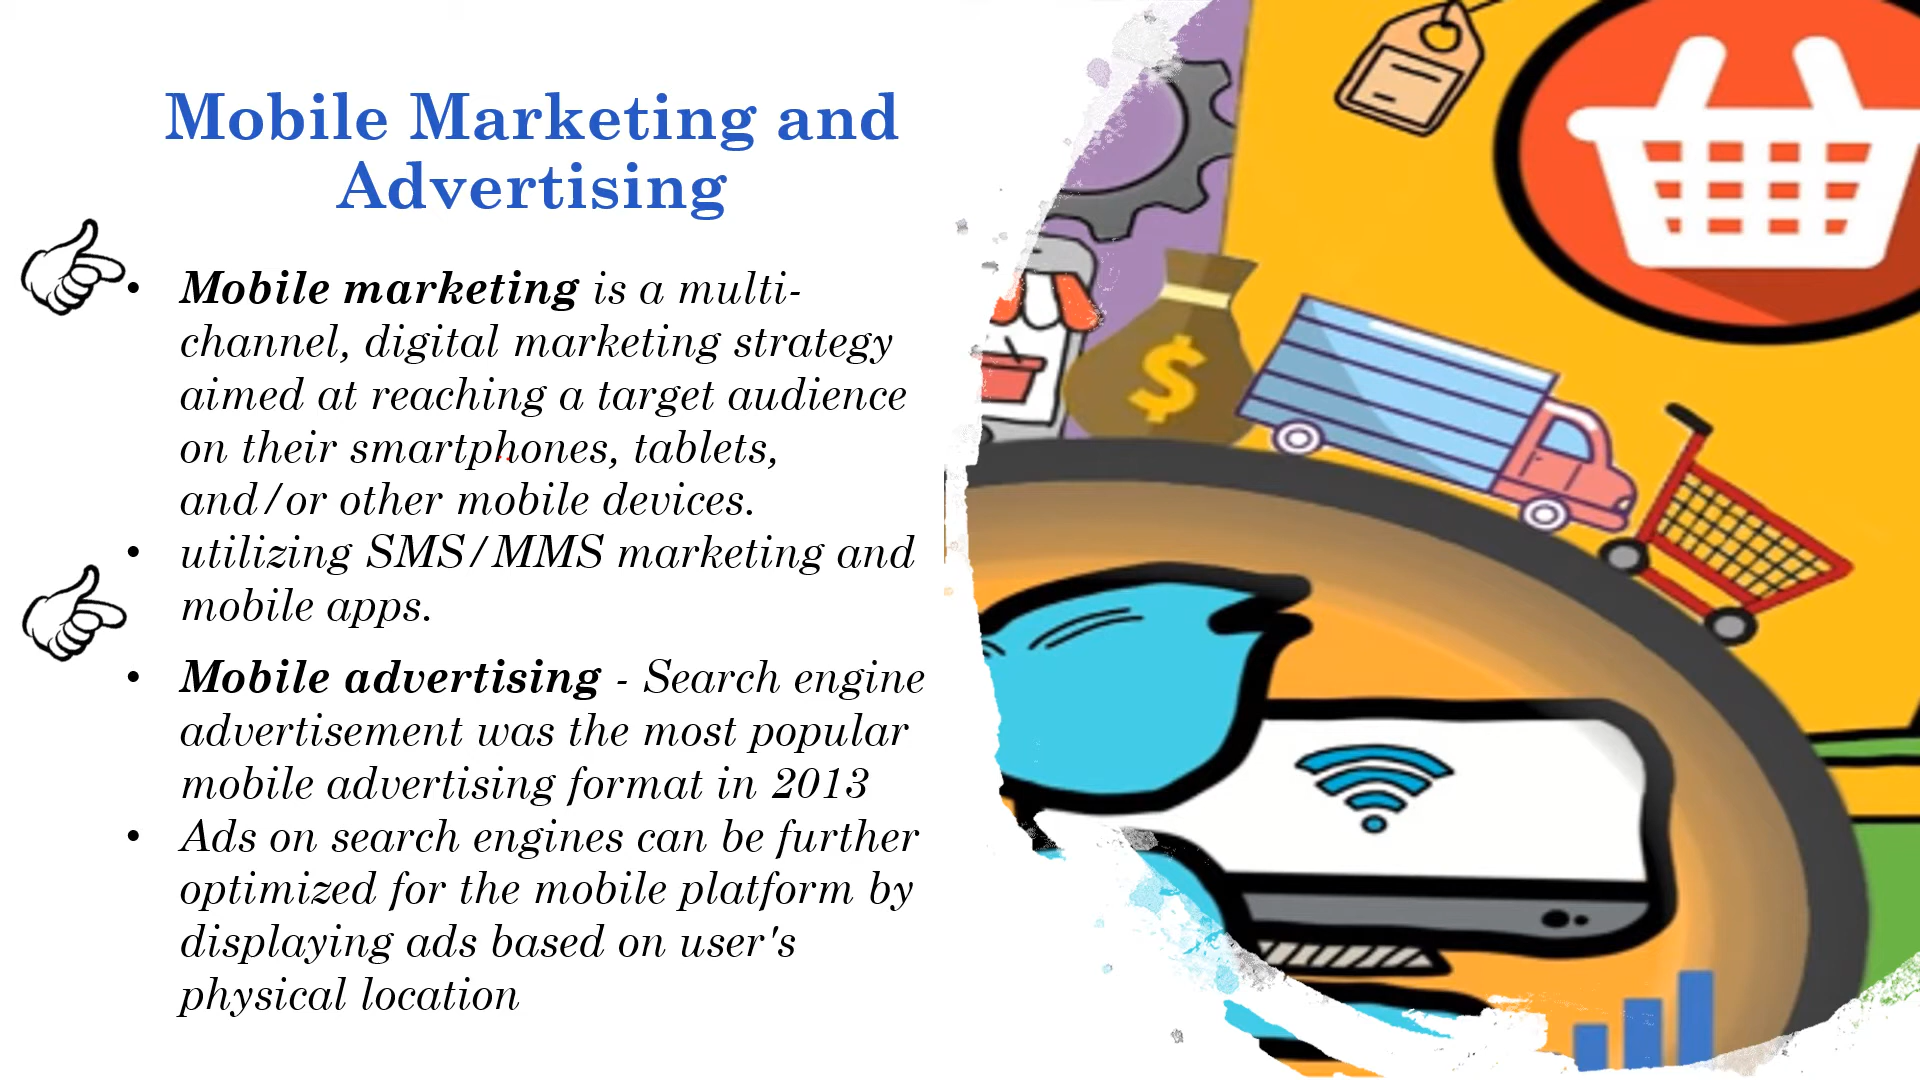 Mobile Marketing and
Advertising
• Mobile marketing is a multi-
channel, digital marketing strategy
aimed at reaching a target audience
on their smartphones, tablets,
and/or other mobile devices.
• utilizing SMS/MMS marketing and
mobile apps.
• Mobile advertising - Search engine
advertisement was the most popular
mobile advertising format in 2013
• Ads on search engines can be further
optimized for the mobile platform by
displaying ads based on user's
physical location
$